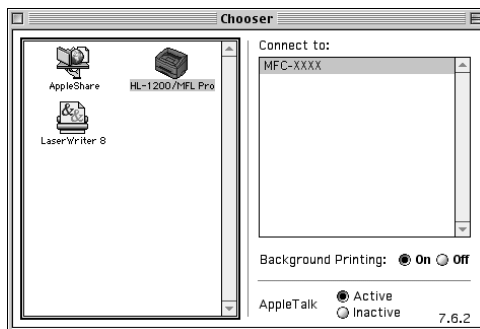 Chooser
AppleShare
HL-1200/MFL Pro
LaserWriter 8
Connect to:
MFC-XXXX
Background Printing: On Off
AppleTalk
Active
Inactive
7.6.2